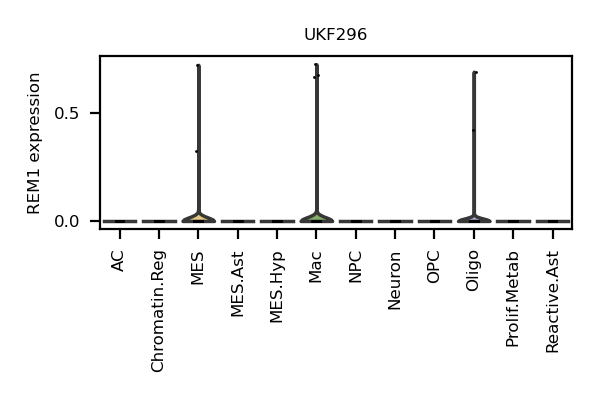 UKF296
REM1 expression
0.5
0.0
AC
Chromatin.Reg
MES
MES.Ast
MES.Hyp
Mac
NPC
Neuron
OPC
Oligo
Prolif.Metab
Reactive.Ast